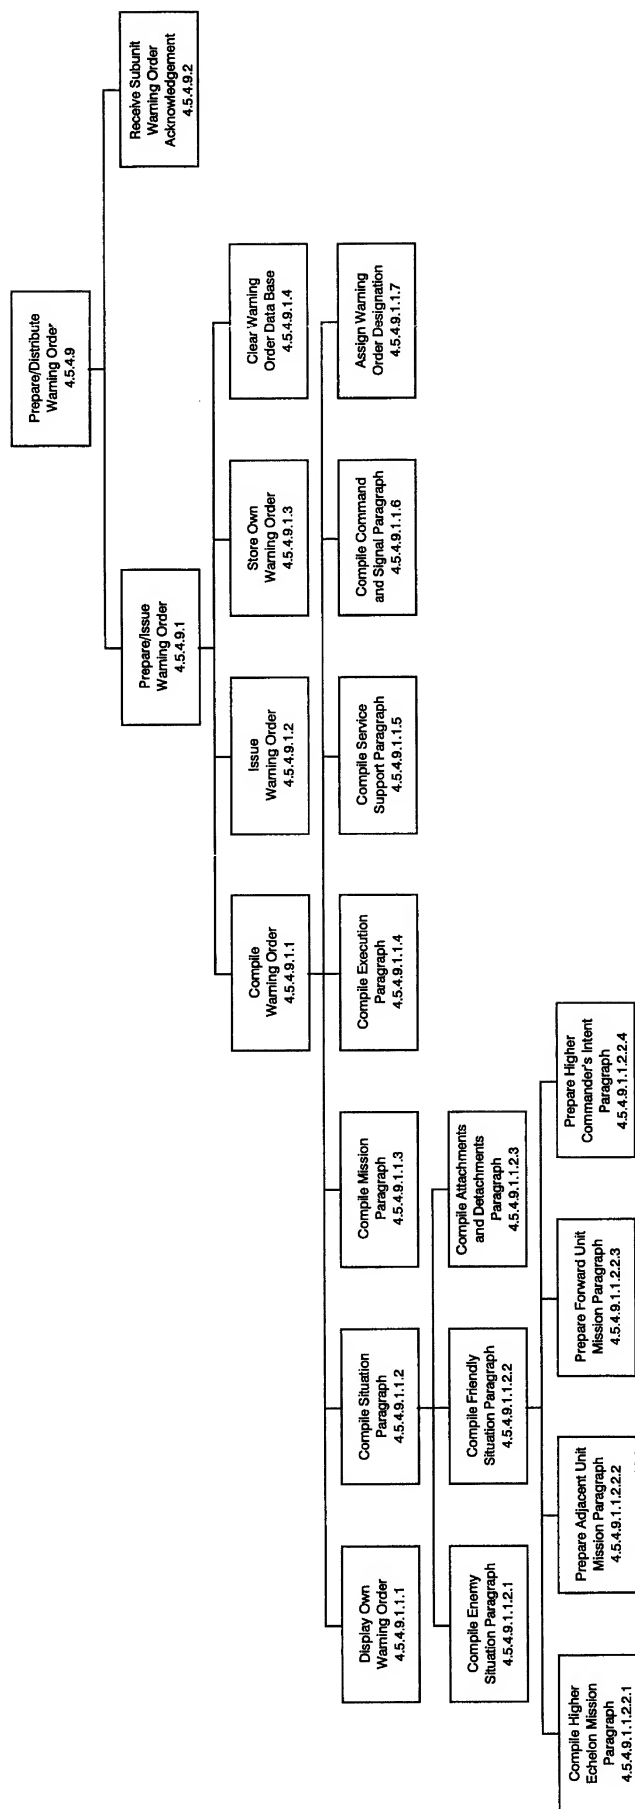 Prepare/Distribute
Warning Order
4.5.4.9
Prepare/Issue
Warning Order
4.5.4.9.1
Receive Subunit
Warning Order
Acknowledgement
4.5.4.9.2
Compile
Warning Order
4.5.4.9.1.1
Issue
Warning Order
4.5.4.9.1.2
Store Own
Warning Order
4.5.4.9.1.3
Clear Warning
Order Data Base
4.5.4.9.1.4
Display Own
Warning Order
4.5.4.9.1.1.1
Compile Situation
Paragraph
4.5.4.9.1.1.2
Compile Mission
Paragraph
4.5.4.9.1.1.3
Compile Execution
Paragraph
4.5.4.9.1.1.4
Compile Service
Support Paragraph
4.5.4.9.1.1.5
Compile Command
and Signal Paragraph
4.5.4.9.1.1.6
Assign Warning
Order Designation
4.5.4.9.1.1.7
Compile Enemy
Situation Paragraph
4.5.4.9.1.1.2.1
Compile Friendly
Situation Paragraph
4.5.4.9.1.1.2.2
Compile Attachments
and Detachments
Paragraph
4.5.4.9.1.1.2.3
Compile Higher
Echelon Mission
Paragraph
4.5.4.9.1.1.2.2.1
Prepare Adjacent Unit
Mission Paragraph
4.5.4.9.1.1.2.2.2
Prepare Forward Unit
Mission Paragraph
4.5.4.9.1.1.2.2.3
Prepare Higher
Commander's Intent
Paragraph
4.5.4.9.1.1.2.2.4